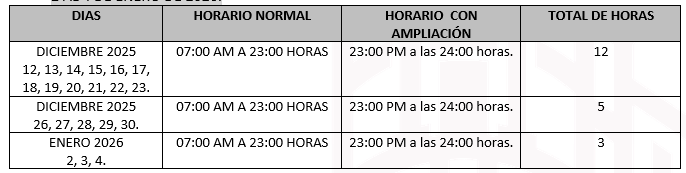 DIAS HORARIO NORMAL HORARIO CON AMPLIACIÓN TOTAL DE HORAS
DICIEMBRE 2025 07:00 AM A 23:00 HORAS 23:00 PM a las 24:00 horas. 12
12, 13, 14, 15, 16, 17,
18, 19, 20, 21, 22, 23.
DICIEMBRE 2025 07:00 AM A 23:00 HORAS 23:00 PM a las 24:00 horas. 5
26, 27, 28, 29, 30.
ENERO 2026 07:00 AM A 23:00 HORAS 23:00 PM a las 24:00 horas. 3
2, 3, 4.